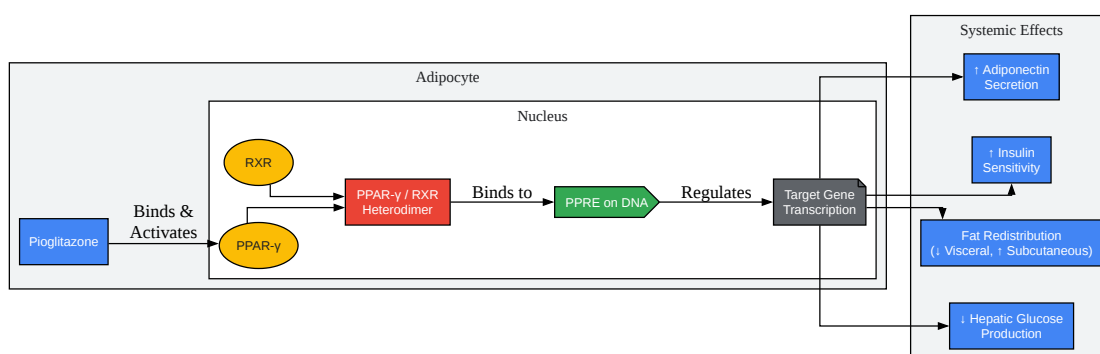 Systemic Effects
Adipocyte
↑ Adiponectin
Secretion
Nucleus
RXR
↑ Insulin
Sensitivity
PPAR-γ / RXR
Heterodimer
Binds to
PPRE on DNA
Regulates
Target Gene
Transcription
Binds &
Activates
Pioglitazone
PPAR-γ
Fat Redistribution
(↓ Visceral, ↑ Subcutaneous)
↓ Hepatic Glucose
Production